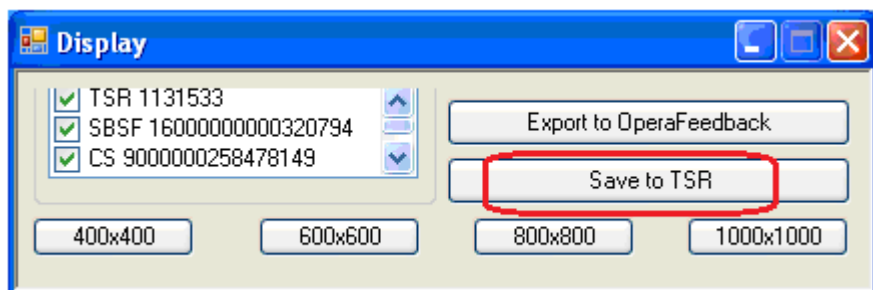 Display
TSR 1131533
SBSF 16000000000320794
CS 9000000258478149
Export to OperaFeedback
Save to TSR
400x400 600x600 800x800 1000x1000